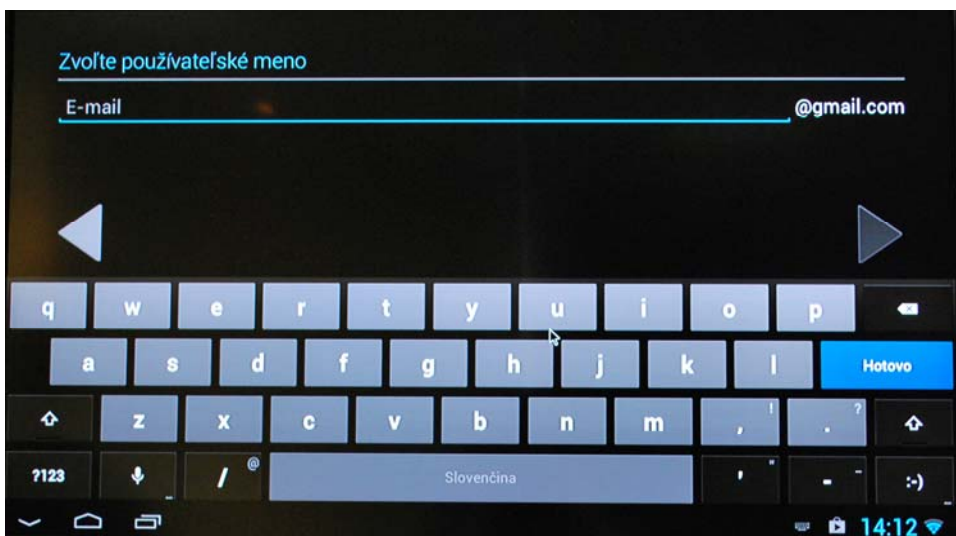 Zvoľte používateľské meno
E-mail @gmail.com
q w e r t y u i o p
a s d f g h j k l Hotovo
z x c v b n m , ! . ?
?123 / @ Slovenčina ' " - _ :-)
14:12